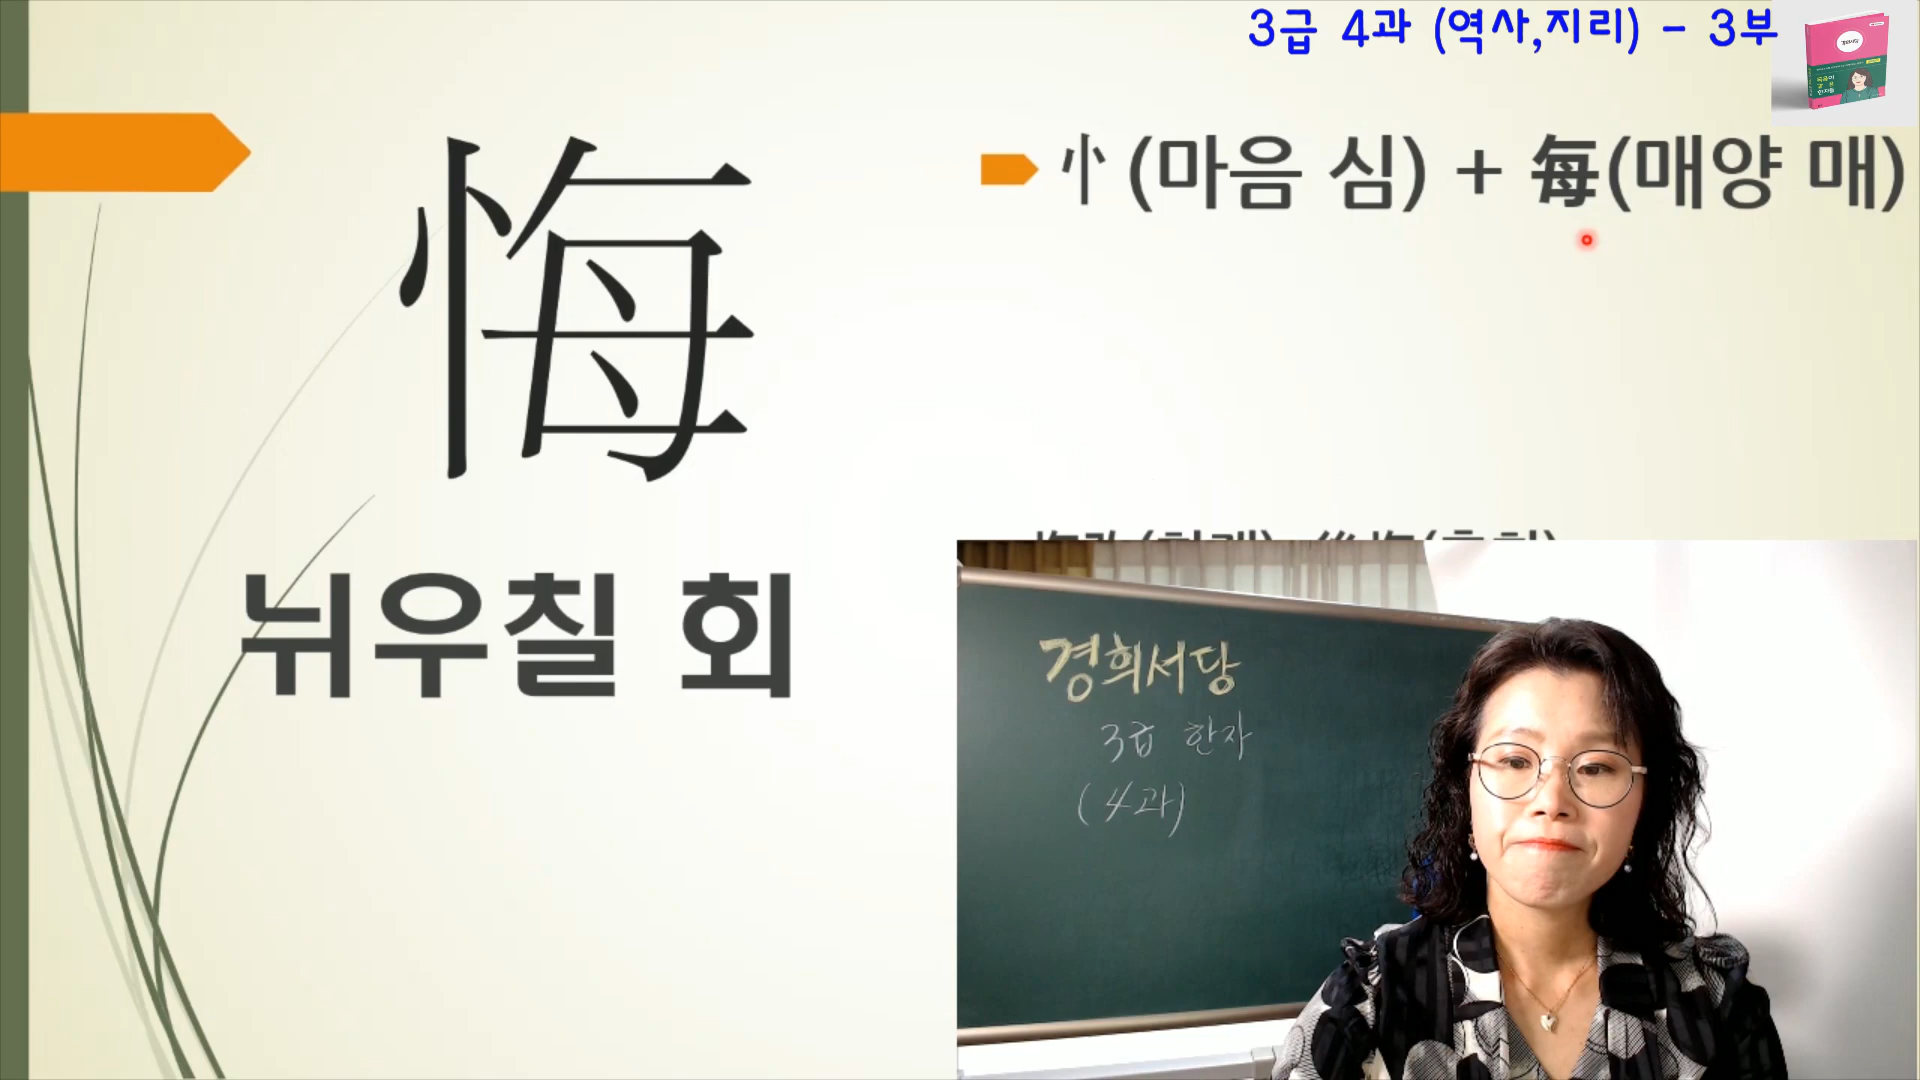 3급 4과 (역사,지리) - 3부
悔
忄(마음 심) + 每(매양 매)
뉘우칠 회
경희서당
3급 한자
(4과)